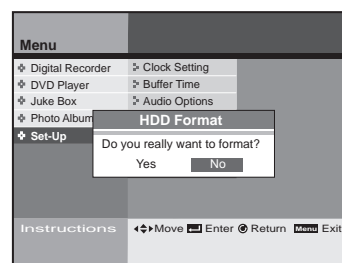 Menu
Digital Recorder
DVD Player
Juke Box
Photo Album
Set-Up
Clock Setting
Buffer Time
Audio Options
HDD Format
Do you really want to format?
Yes No
Instructions Move Enter Return Menu Exit